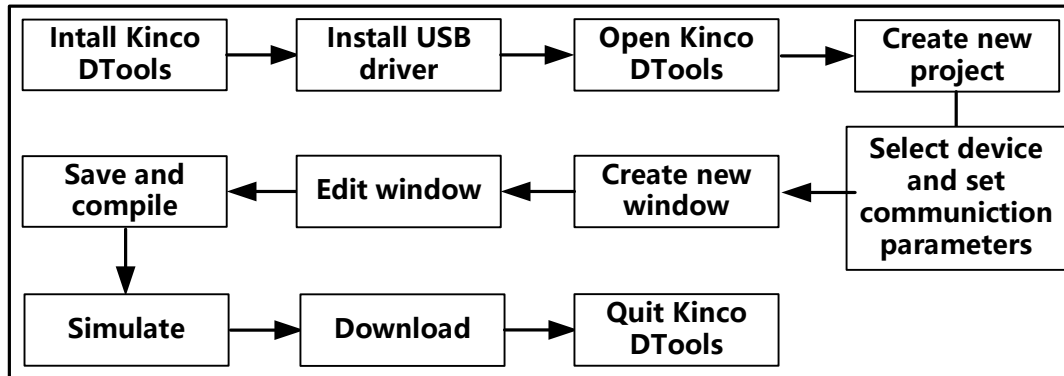 Intall Kinco
DTools
Install USB
driver
Open Kinco
DTools
Create new
project
Select device
and set
communiction
parameters
Create new
window
Edit window
Save and
compile
Simulate
Download
Quit Kinco
DTools